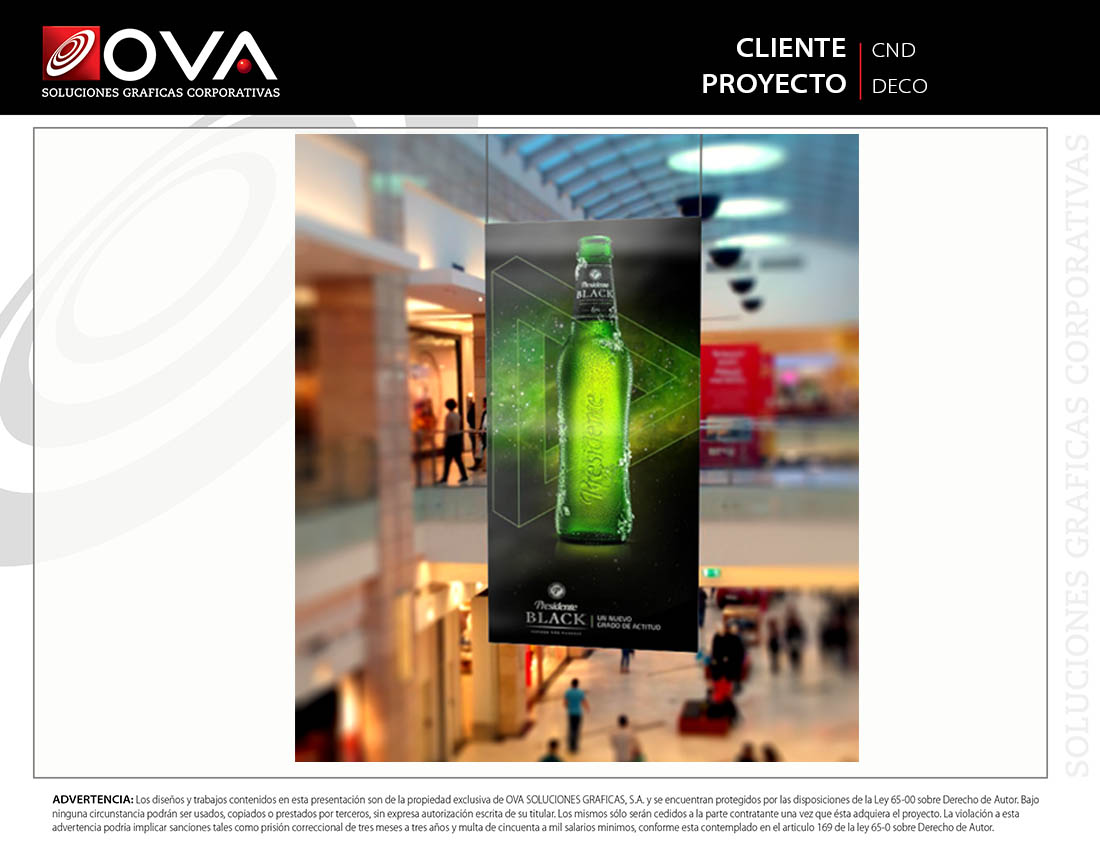 OVA
SOLUCIONES GRAFICAS CORPORATIVAS
CLIENTE CND
PROYECTO DECO
Presidente
BLACK
Presidente
Presidente
BLACK
UN NUEVO
GRADO DE ACTITUD
SOLUCIONES GRAFICAS CORPORATIVAS
ADVERTENCIA: Los diseños y trabajos contenidos en esta presentación son de la propiedad exclusiva de OVA SOLUCIONES GRAFICAS, S.A. y se encuentran protegidos por las disposiciones de la Ley 65-00 sobre Derecho de Autor. Bajo
ninguna circunstancia podrán ser usados, copiados o prestados por terceros, sin expresa autorización escrita de su titular. Los mismos sólo serán cedidos a la parte contratante una vez que ésta adquiera el proyecto. La violación a esta
advertencia podria implicar sanciones tales como prisión correccional de tres meses a tres años y multa de cincuenta a mil salarios minimos, conforme esta contemplado en el articulo 169 de la ley 65-0 sobre Derecho de Autor.